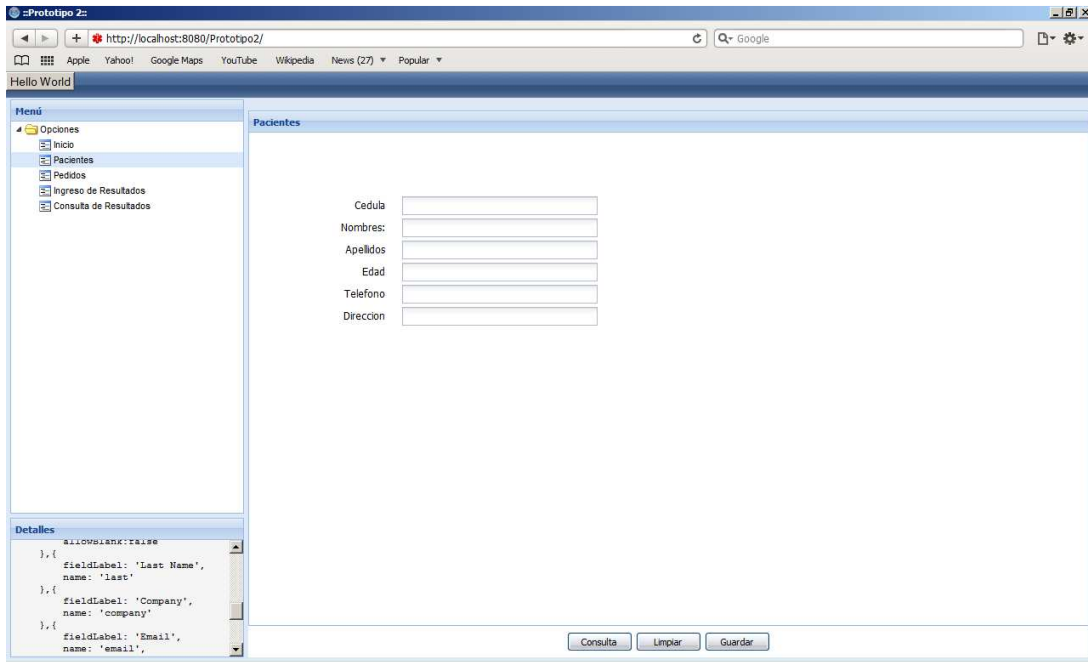 ::Prototipo 2::
http://localhost:8080/Prototipo2/
Google
Apple Yahoo! Google Maps YouTube Wikipedia News (27) Popular
Hello World
Menú
Opciones
Inicio
Pacientes
Pedidos
Ingreso de Resultados
Consulta de Resultados
Pacientes
Cedula
Nombres:
Apellidos
Edad
Telefono
Direccion
Detalles
allowBlank:false
},{
fieldLabel: 'Last Name',
name: 'last'
},{
fieldLabel: 'Company',
name: 'company'
},{
fieldLabel: 'Email',
name: 'email',
Consulta Limpiar Guardar